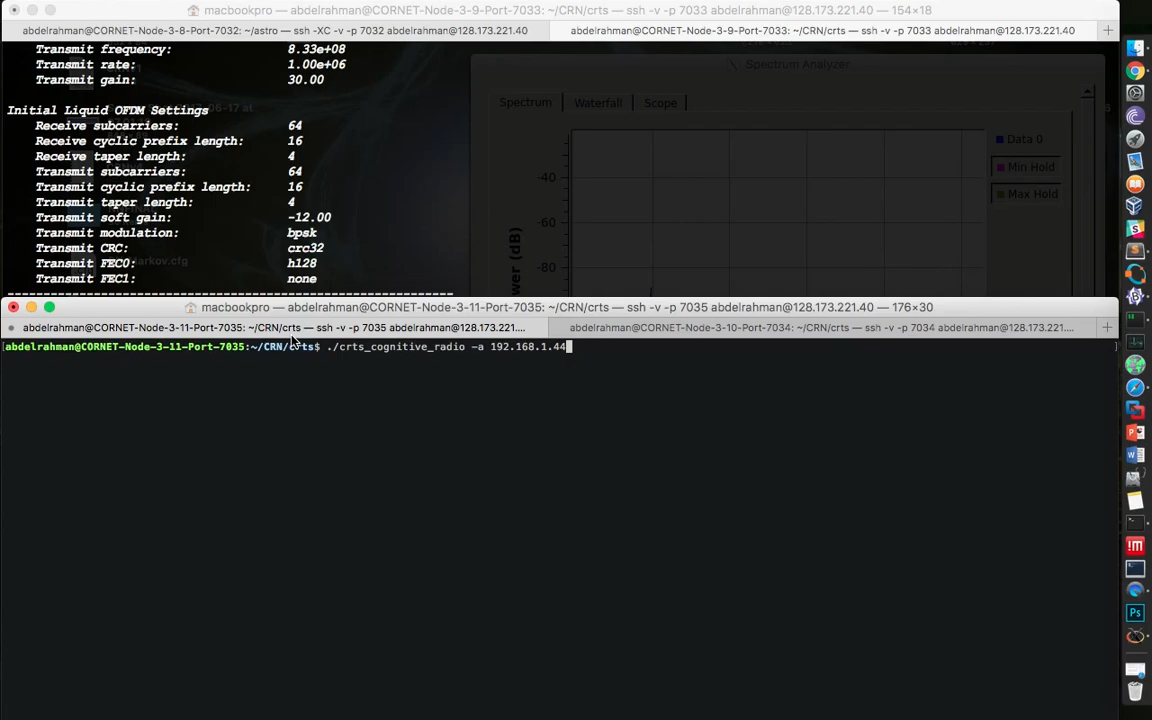 macbookpro — abdelrahman@CORNET-Node-3-9-Port-7033: ~/CRN/crts — ssh -v -p 7033 abdelrahman@128.173.221.40 — 154×18
abdelrahman@CORNET-Node-3-8-Port-7032: ~/astro — ssh -XC -v -p 7032 abdelrahman@128.173.221.40
abdelrahman@CORNET-Node-3-9-Port-7033: ~/CRN/crts — ssh -v -p 7033 abdelrahman@128.173.221.40
Transmit frequency: 8.33e+08
Transmit rate: 1.00e+06
Transmit gain: 30.00
Initial Liquid OFDM Settings
Receive subcarriers: 64
Receive cyclic prefix length: 16
Receive taper length: 4
Transmit subcarriers: 64
Transmit cyclic prefix length: 16
Transmit taper length: 4
Transmit soft gain: -12.00
Transmit modulation: bpsk
Transmit CRC: crc32
Transmit FEC0: h128
Transmit FEC1: none
Spectrum Analyzer
Spectrum Waterfall Scope
Data 0
Min Hold
Max Hold
-40
-60
-80
wer (dB)
arkov.cfg
macbookpro — abdelrahman@CORNET-Node-3-11-Port-7035: ~/CRN/crts — ssh -v -p 7035 abdelrahman@128.173.221.40 — 176×30
abdelrahman@CORNET-Node-3-11-Port-7035: ~/CRN/crts — ssh -v -p 7035 abdelrahman@128.173.221....
abdelrahman@CORNET-Node-3-10-Port-7034: ~/CRN/crts — ssh -v -p 7034 abdelrahman@128.173.221.4...
[abdelrahman@CORNET-Node-3-11-Port-7035:~/CRN/crts$ ./crts_cognitive_radio -a 192.168.1.44 ]